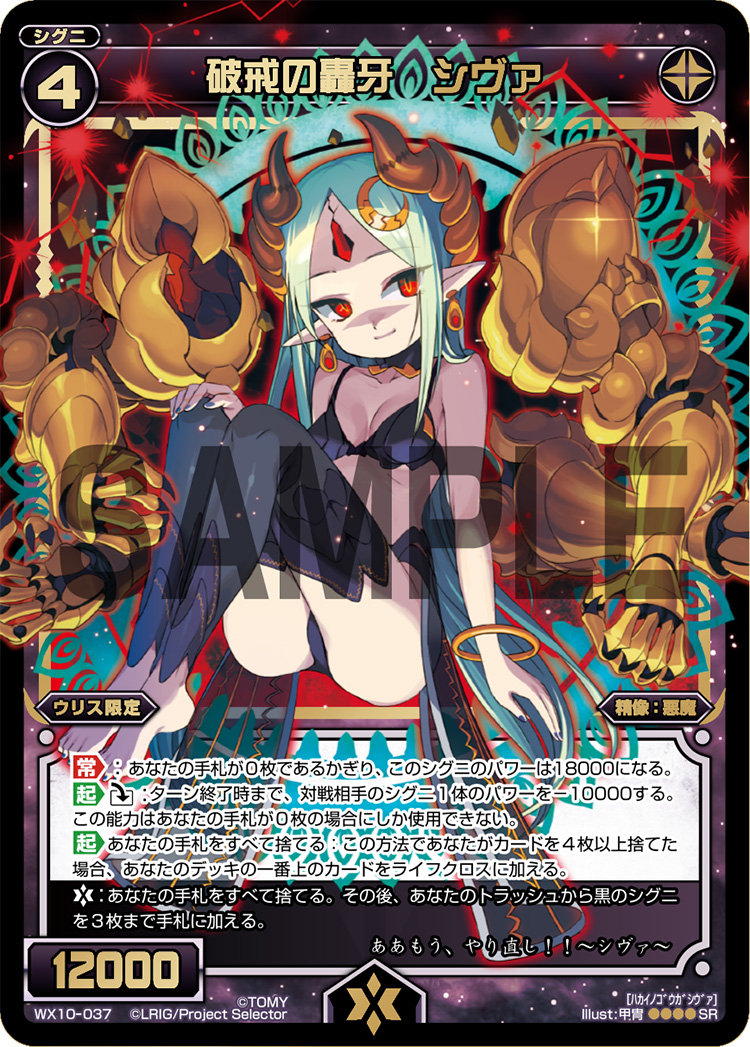 シグニ
4
破戒の轟牙 シヴァ
SAMPLE
ウリス限定
精像：悪魔
常：あなたの手札が０枚であるかぎり、このシグニのパワーは18000になる。
起：ターン終了時まで、対戦相手のシグニ１体のパワーを－10000する。
この能力はあなたの手札が０枚の場合にしか使用できない。
起あなたの手札をすべて捨てる：この方法であなたがカードを４枚以上捨てた
場合、あなたのデッキの一番上のカードをライフクロスに加える。
：あなたの手札をすべて捨てる。その後、あなたのトラッシュから黒のシグニ
を３枚まで手札に加える。
ああもう、やり直し！！～シヴァ～
12000
©TOMY
[ﾊｶｲﾉｺﾞｳｶﾞｼｳﾞｧ]
WX10-037 ©LRIG/Project Selector
Illust:甲冑 SR